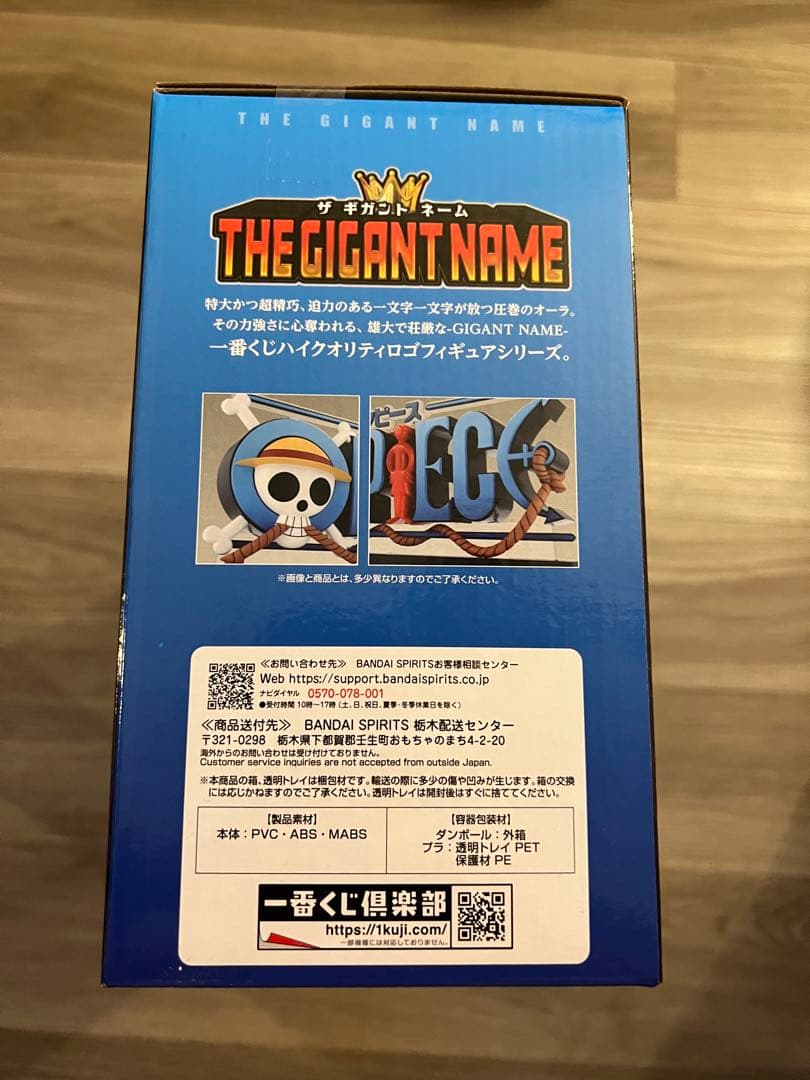 THE GIGANT NAME
ザ ギガント ネーム
THE GIGANT NAME
特大かつ超精巧、迫力のある一文字一文字が放つ圧巻のオーラ。
その力強さに心奪われる、雄大で荘厳な-GIGANT NAME-
一番くじハイクオリティロゴフィギュアシリーズ。
ピース
PIECE
※画像と商品とは、多少異なりますのでご了承ください。
≪お問い合わせ先≫ BANDAI SPIRITSお客様相談センター
Web https://support.bandaispirits.co.jp
ナビダイヤル 0570-078-001
●受付時間 10時~17時 (土、日、祝日、夏季・冬季休業日を除く)
≪商品送付先≫ BANDAI SPIRITS 栃木配送センター
〒321-0298 栃木県下都賀郡壬生町おもちゃのまち4-2-20
海外からのお問い合わせは受け付けておりません。
Customer service inquiries are not accepted from outside Japan.
※本商品の箱、透明トレイは梱包材です。輸送の際に多少の傷や凹みが生じます。箱の交換
には応じかねますのでご了承ください。透明トレイは開封後はすぐに捨ててください。
【製品素材】
本体:PVC・ABS・MABS
【容器包装材】
ダンボール:外箱
プラ:透明トレイ PET
保護材 PE
一番くじ倶楽部
https://1kuji.com/
一部機種には対応しておりません。